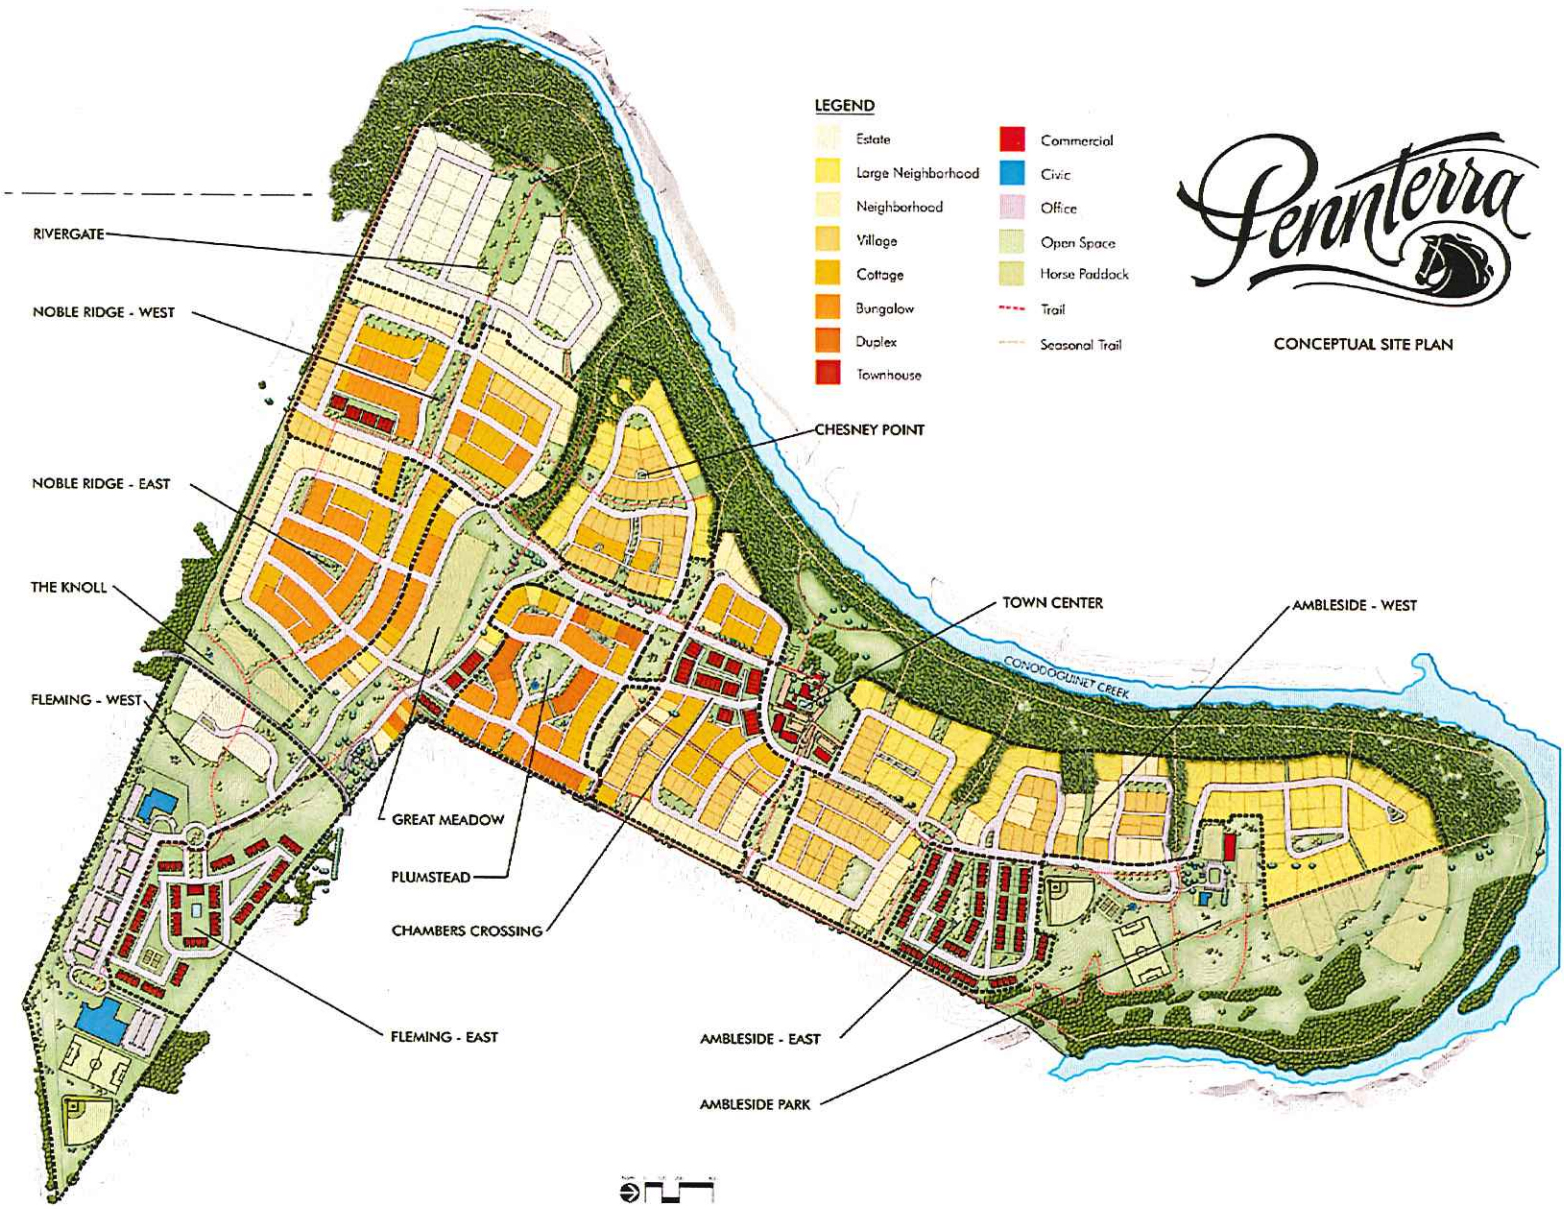 LEGEND
Estate
Large Neighborhood
Neighborhood
Village
Cottage
Bungalow
Duplex
Townhouse
Commercial
Civic
Office
Open Space
Horse Paddock
Trail
Seasonal Trail
Pennterra
CONCEPTUAL SITE PLAN
RIVERGATE
NOBLE RIDGE - WEST
NOBLE RIDGE - EAST
THE KNOLL
FLEMING - WEST
CHESNEY POINT
TOWN CENTER
AMBLESIDE - WEST
CONODOGUINET CREEK
GREAT MEADOW
PLUMSTEAD
CHAMBERS CROSSING
FLEMING - EAST
AMBLESIDE - EAST
AMBLESIDE PARK